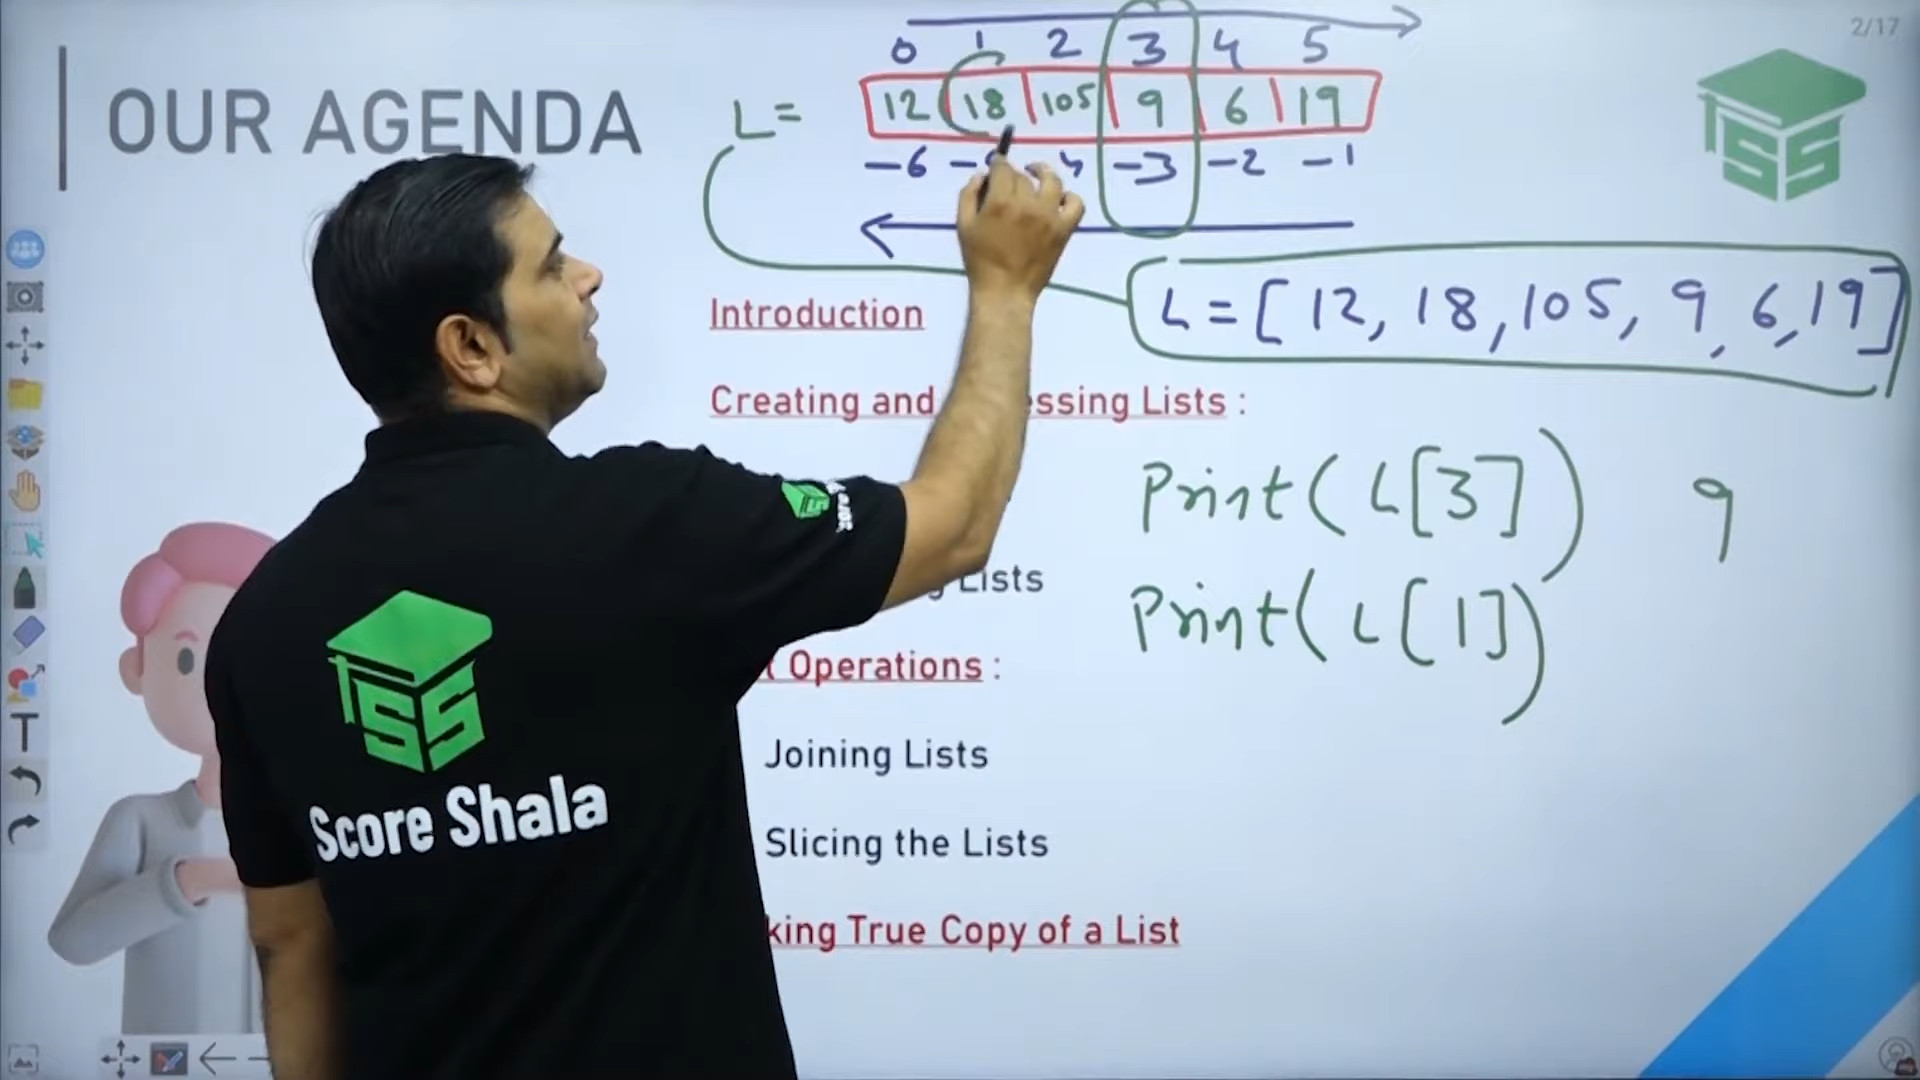 2/17
OUR AGENDA
0 1 2 3 4 5
L = 12 18 105 9 6 19
-6 -3 -2 -1
Introduction
L = [ 12, 18, 105, 9, 6, 19 ]
Creating and essing Lists :
Print( L[3] ) 9
Lists
Print( L[1] )
Operations :
Joining Lists
Slicing the Lists
king True Copy of a List
SS
Score Shala
SS
T